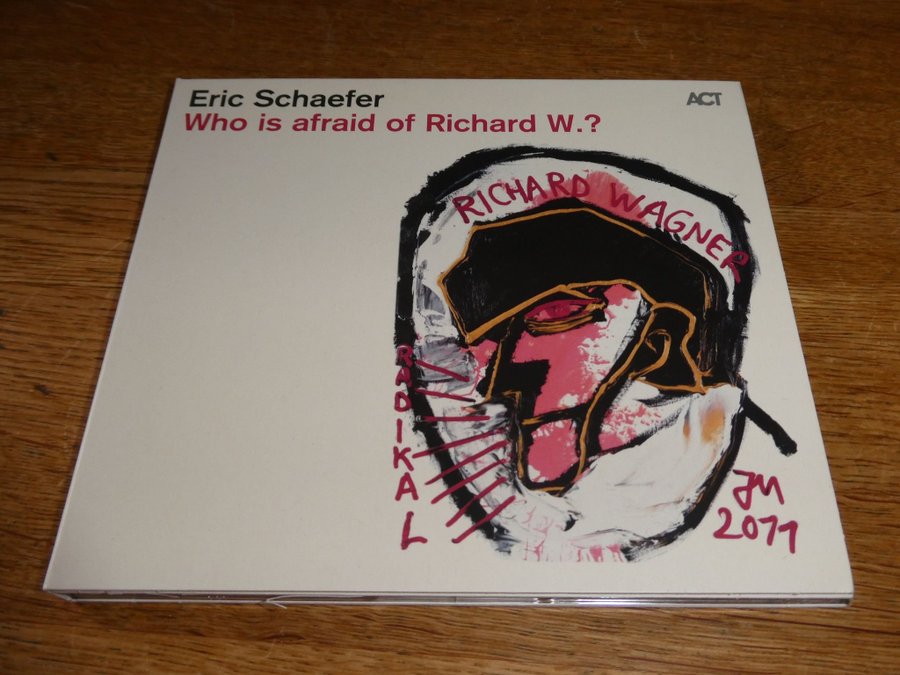 Eric Schaefer
ACT
Who is afraid of Richard W.?
RICHARD WAGNER
RADIKAL
JM
2011